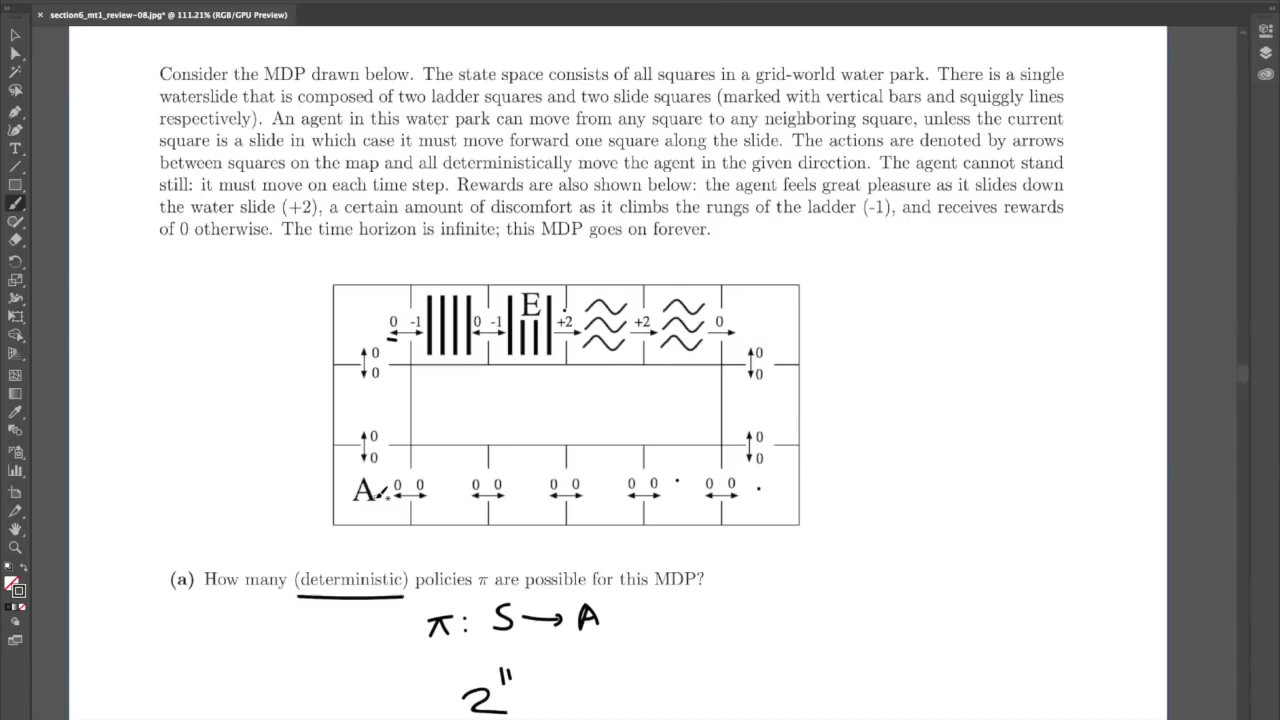 section6_mt1_review-08.jpg* @ 111.21% (RGB/GPU Preview)
Consider the MDP drawn below. The state space consists of all squares in a grid-world water park. There is a single
waterslide that is composed of two ladder squares and two slide squares (marked with vertical bars and squiggly lines
respectively). An agent in this water park can move from any square to any neighboring square, unless the current
square is a slide in which case it must move forward one square along the slide. The actions are denoted by arrows
between squares on the map and all deterministically move the agent in the given direction. The agent cannot stand
still: it must move on each time step. Rewards are also shown below: the agent feels great pleasure as it slides down
the water slide (+2), a certain amount of discomfort as it climbs the rungs of the ladder (-1), and receives rewards
of 0 otherwise. The time horizon is infinite; this MDP goes on forever.
E
0 -1 0 -1 +2 +2 0
0 0
0 0
0 0
0 0
A 0 0 0 0 0 0 0 0 0 0
(a) How many (deterministic) policies π are possible for this MDP?
π: S → A
2^11